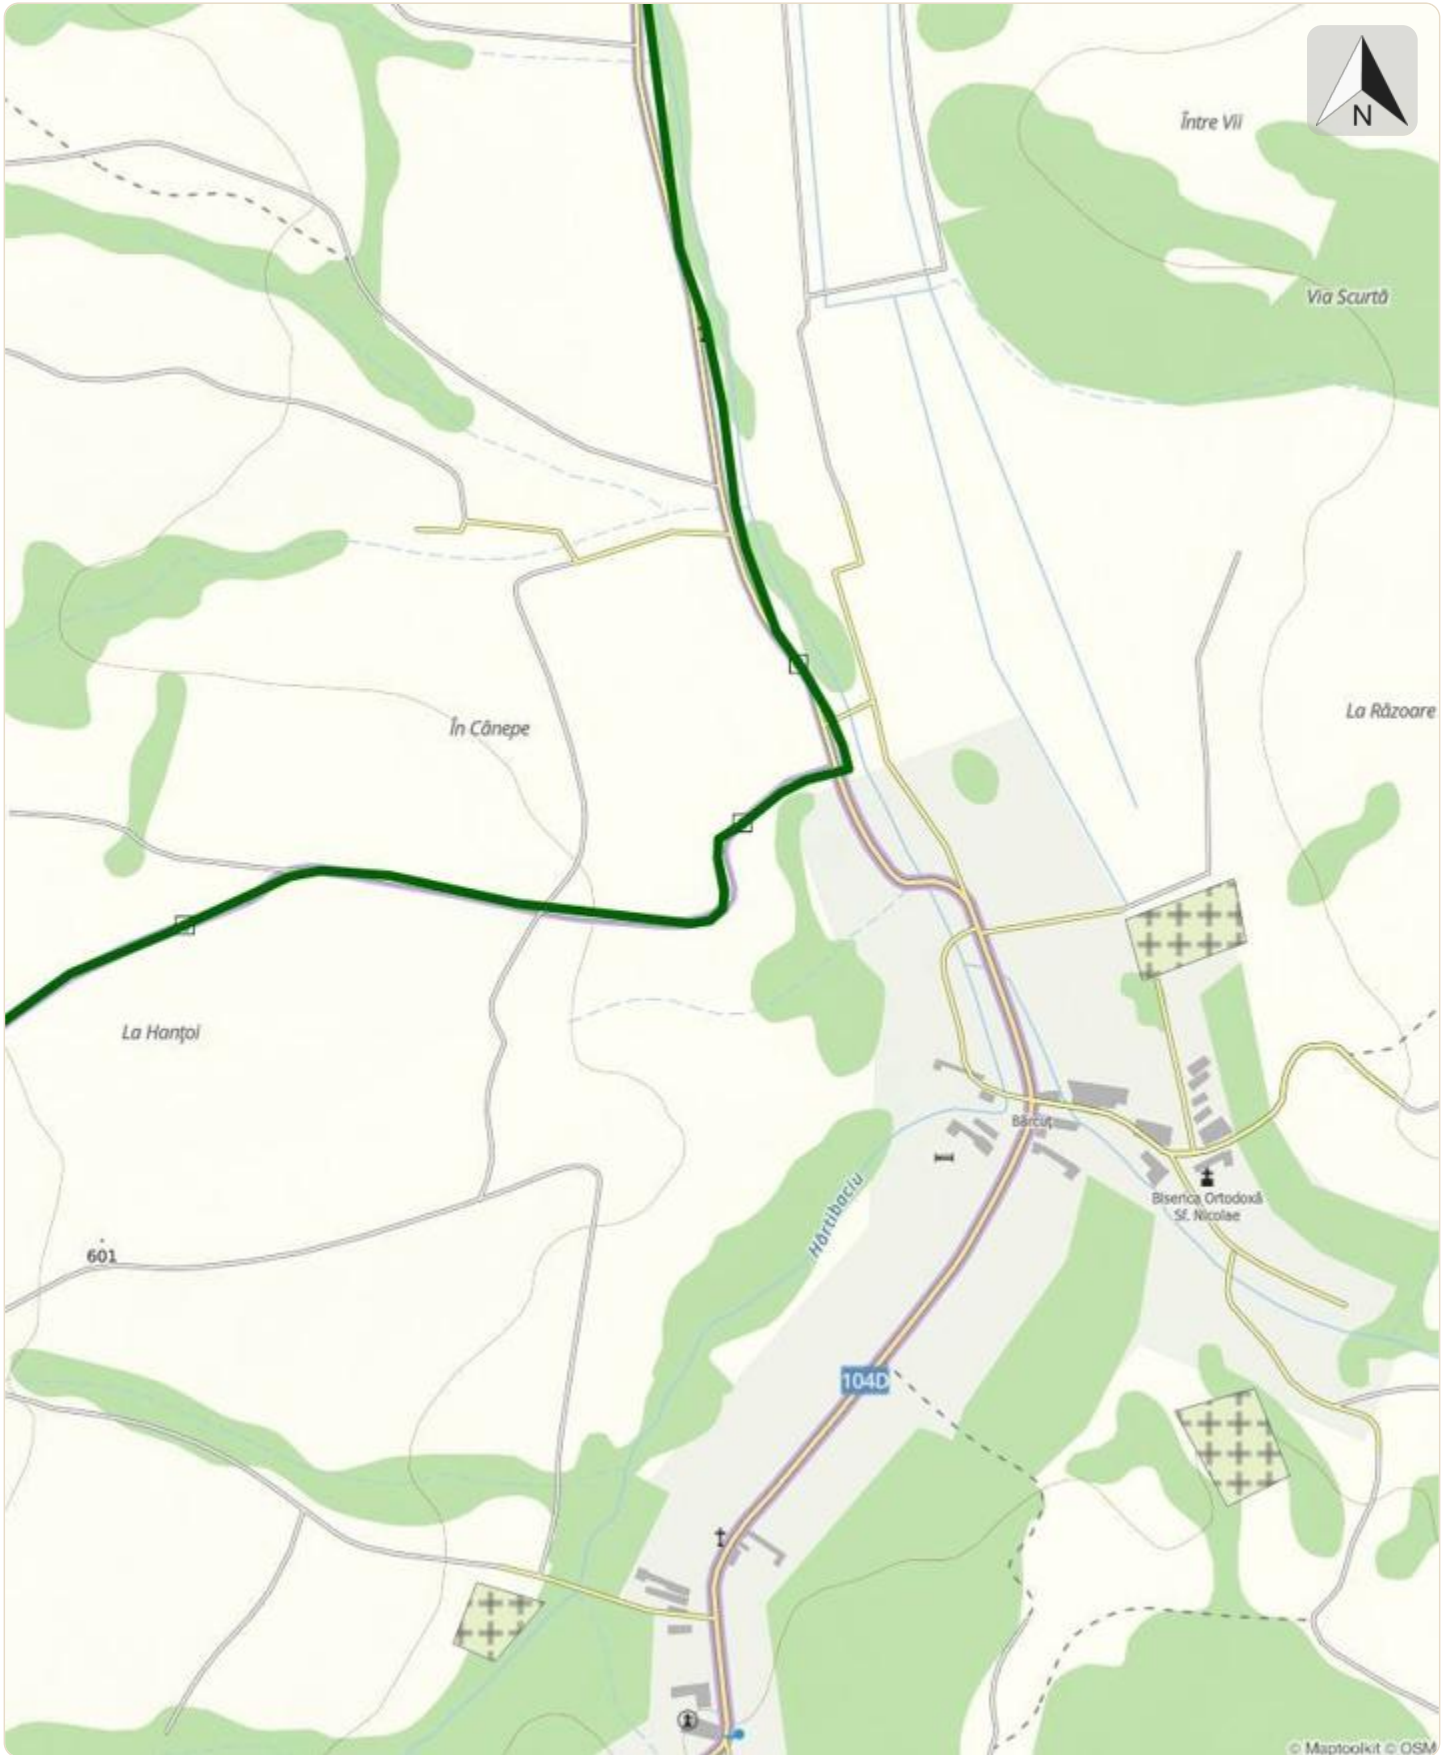 Între Vii
N
Via Scurtă
La Răzoare
În Cânepe
La Hanțoi
Bărcuț
Biserica Ortodoxă
Sf. Nicolae
Hârtibaciu
601
104D
© Maptoolkit © OSM